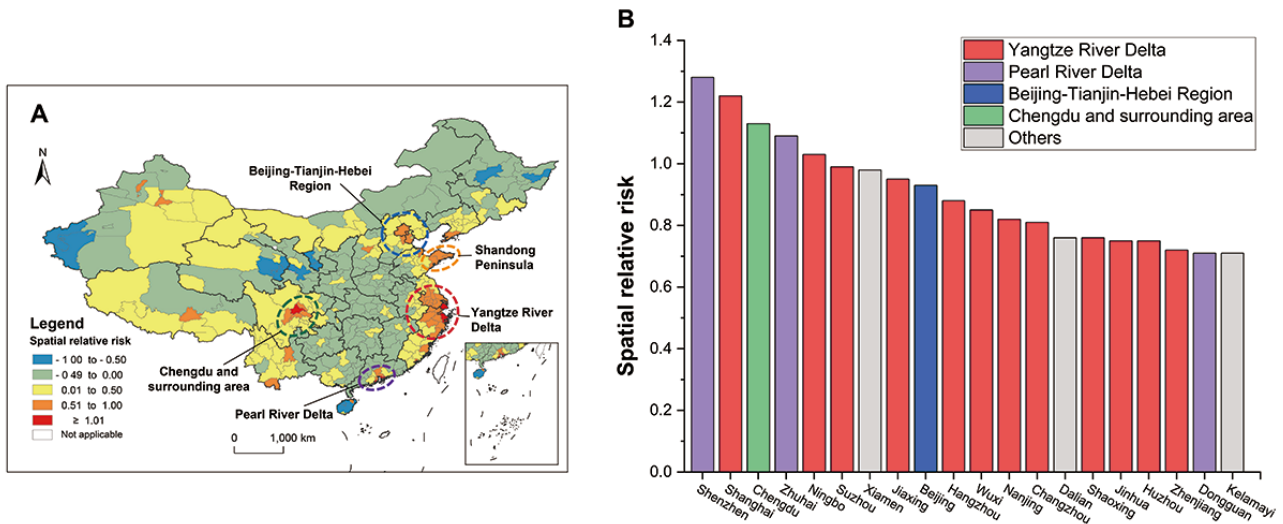 A
N
Beijing-Tianjin-Hebei
Region
Shandong
Peninsula
Yangtze River
Delta
Chengdu and
surrounding area
Pearl River Delta
0 1,000 km
Legend
Spatial relative risk
- 1 00 to - 0.50
- 0 49 to 0.00
0.01 to 0.50
0.51 to 1.00
≥ 1.01
Not applicable
B
Spatial relative risk
1.4
1.2
1.0
0.8
0.6
0.4
0.2
0.0
Yangtze River Delta
Pearl River Delta
Beijing-Tianjin-Hebei Region
Chengdu and surrounding area
Others
Shenzhen
Shanghai
Chengdu
Zhuhai
Ningbo
Suzhou
Xiamen
Jiaxing
Beijing
Hangzhou
Wuxi
Nanjing
Changzhou
Dalian
Shaoxing
Jinhua
Huzhou
Zhenjiang
Dongguan
Kelamayi